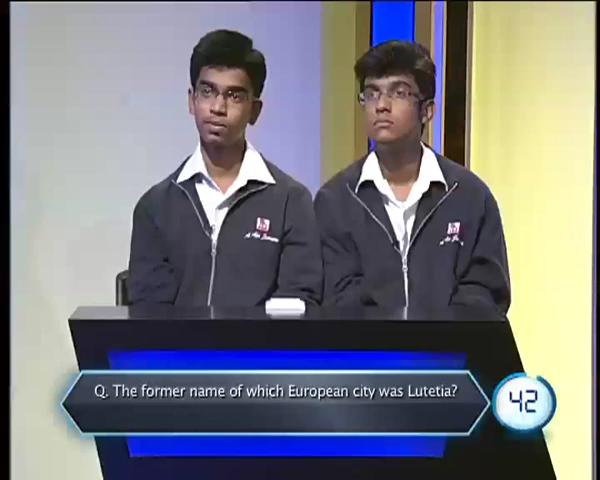 Q. The former name of which European city was Lutetia?
42